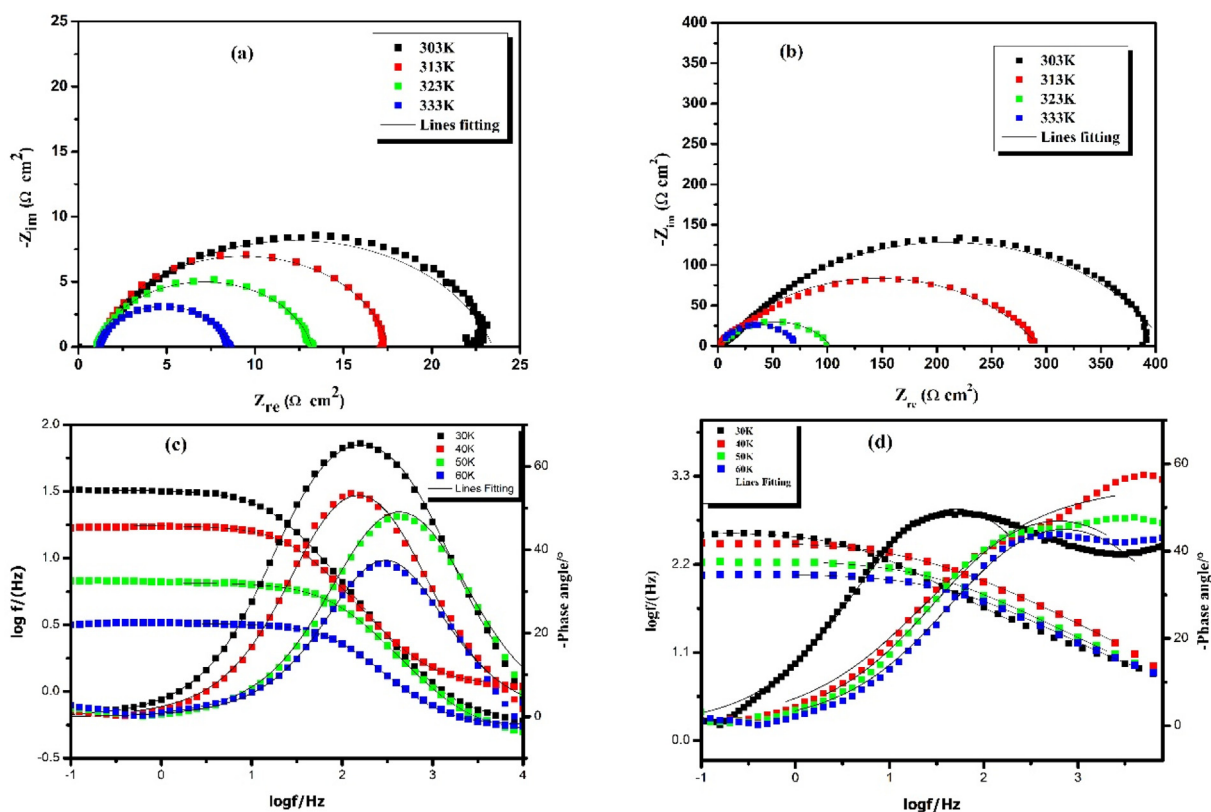 (a)
303K
313K
323K
333K
Lines fitting
-Zim (Ω cm²)
25
20
15
10
5
0
0 5 10 15 20 25
Zre (Ω cm²)
(b)
303K
313K
323K
333K
Lines fitting
-Zim (Ω cm²)
400
350
300
250
200
150
100
50
0
0 50 100 150 200 250 300 350 400
Zre (Ω cm²)
(c)
30K
40K
50K
60K
Lines Fitting
logf/(Hz)
2.0
1.5
1.0
0.5
0.0
-0.5
-1 0 1 2 3 4
logf/Hz
60
40
20
0
-Phase angle/°
(d)
30K
40K
50K
60K
Lines Fitting
logf/(Hz)
3.3
2.2
1.1
0.0
-1 0 1 2 3
logf/Hz
60
40
20
0
-Phase angle/°